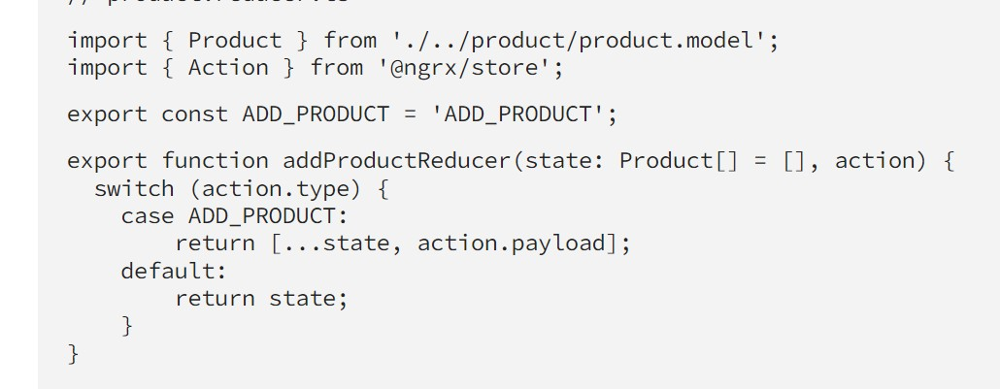 import { Product } from './../product/product.model';
import { Action } from '@ngrx/store';
export const ADD_PRODUCT = 'ADD_PRODUCT';
export function addProductReducer(state: Product[] = [], action) {
  switch (action.type) {
    case ADD_PRODUCT:
        return [...state, action.payload];
    default:
        return state;
    }
}